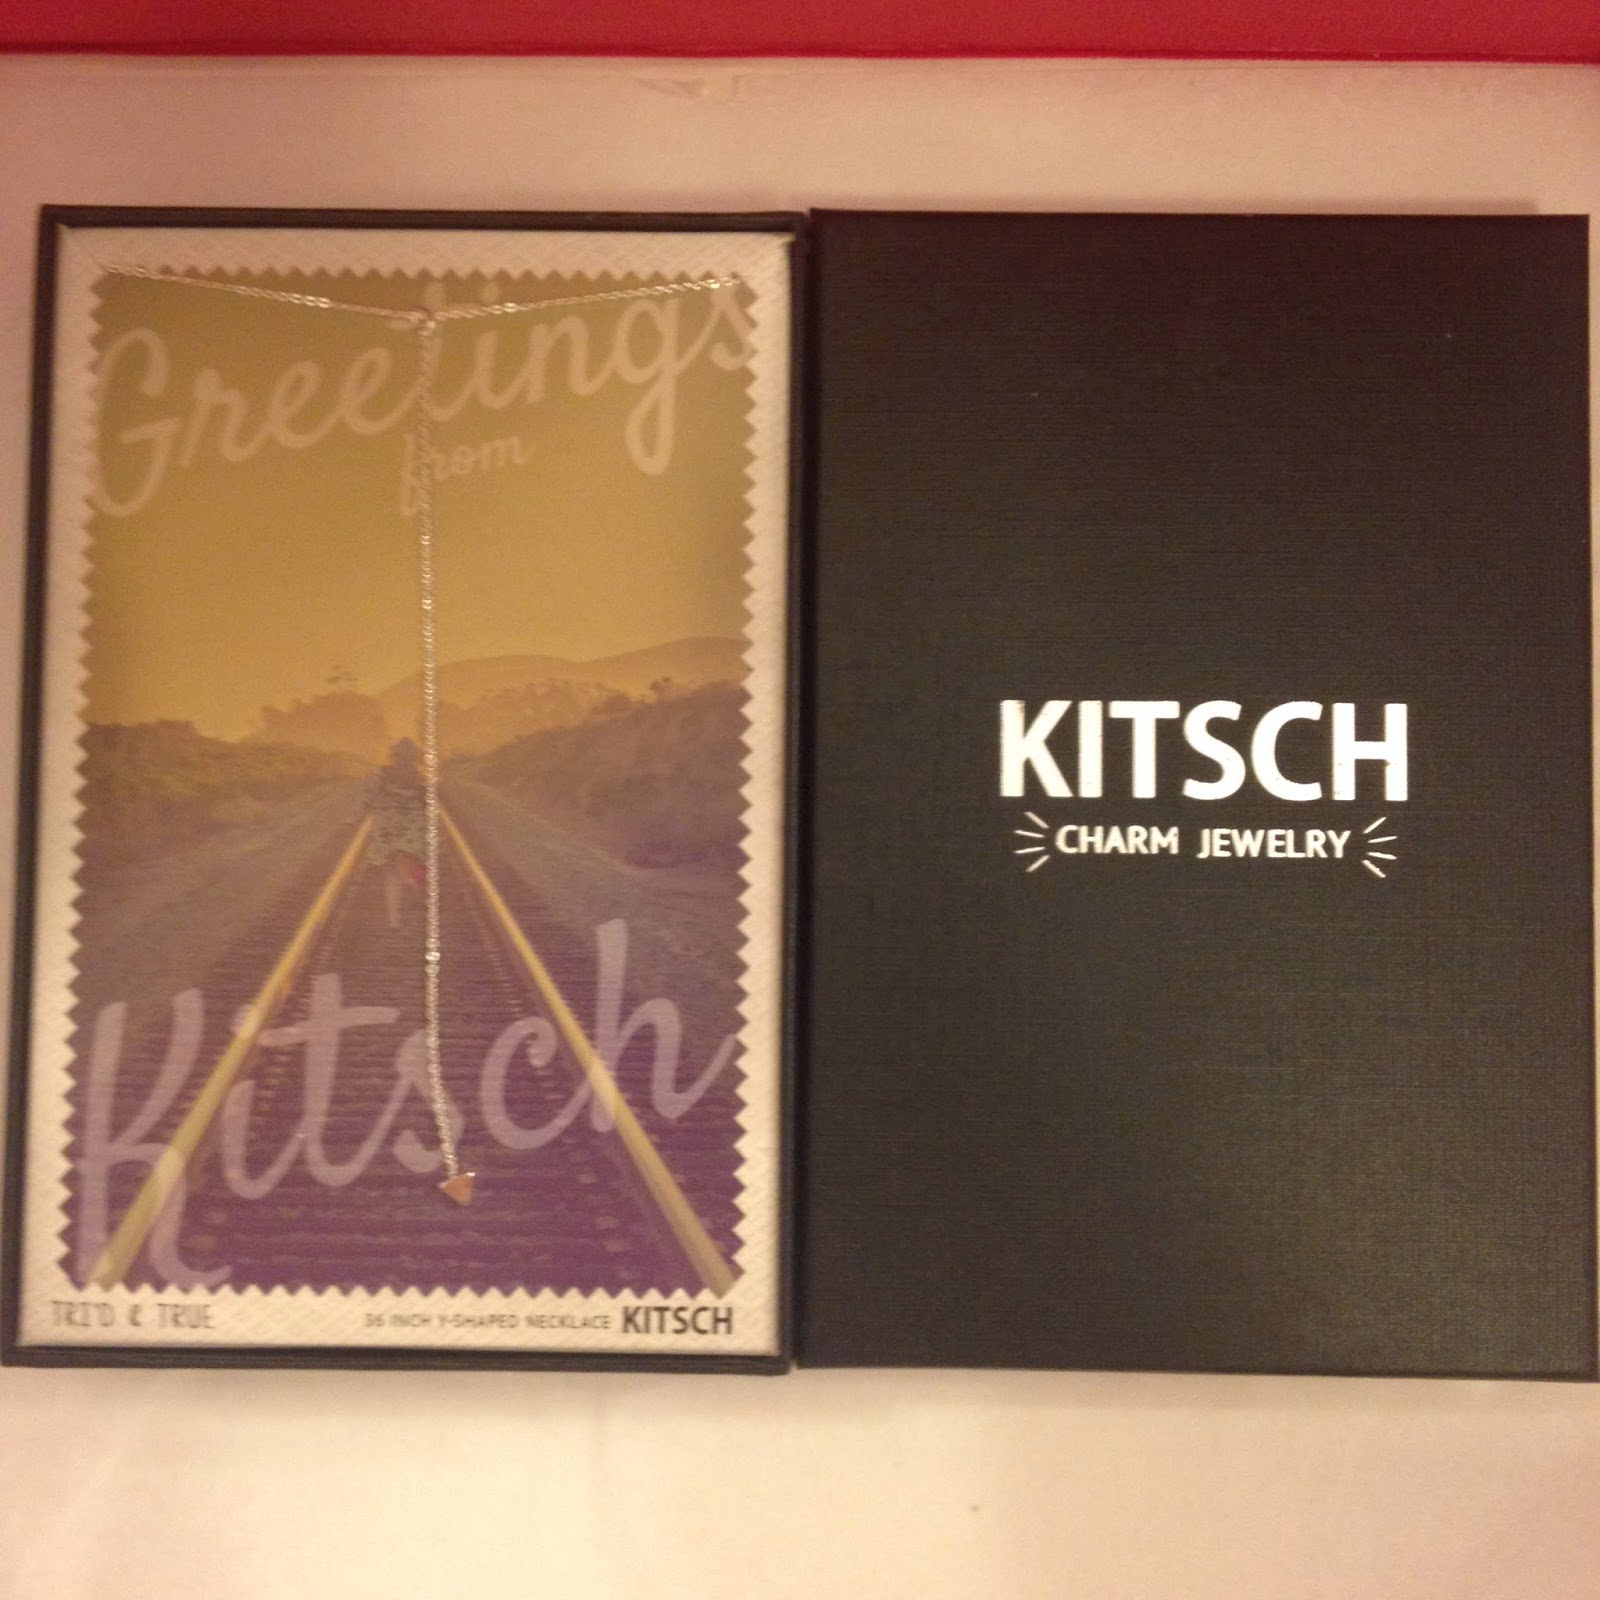 Greetings
from
Kitsch
TRI'D & TRUE
36 INCH Y-SHAPED NECKLACE KITSCH
KITSCH
CHARM JEWELRY